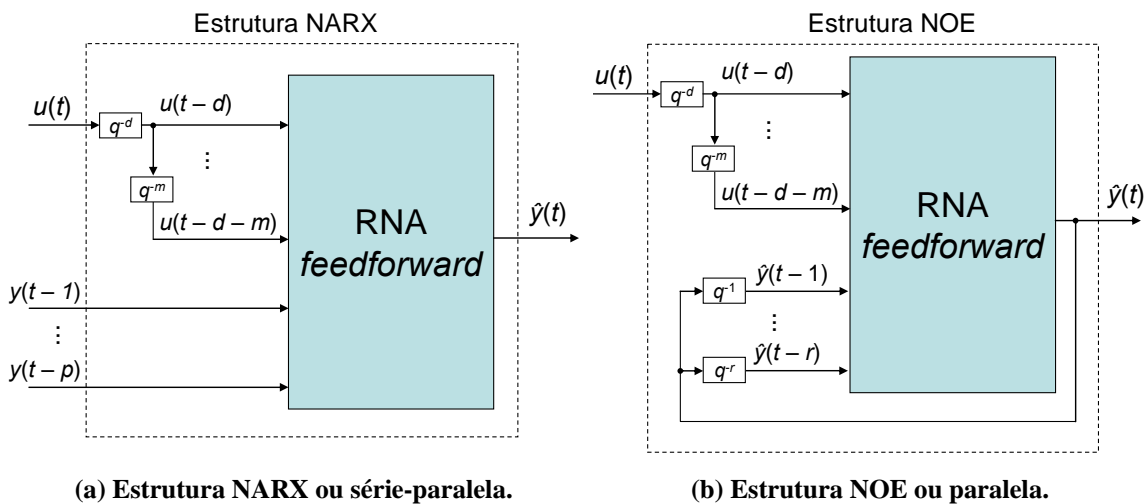 Estrutura NARX
u(t)
q-d
u(t – d)
⋮
q-m
u(t – d – m)
y(t – 1)
⋮
y(t – p)
RNA
feedforward
ŷ(t)
(a) Estrutura NARX ou série-paralela.
Estrutura NOE
u(t)
q-d
u(t – d)
⋮
q-m
u(t – d – m)
q-1
ŷ(t – 1)
⋮
q-r
ŷ(t – r)
RNA
feedforward
ŷ(t)
(b) Estrutura NOE ou paralela.